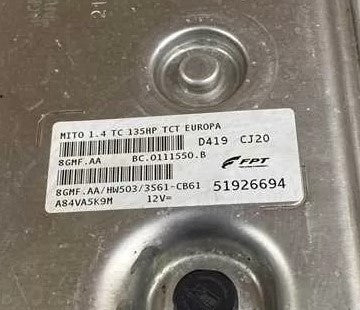 MITO 1.4 TC 135HP TCT EUROPA
D419 CJ20
8GMF.AA BC.0111550.B
FPT
8GMF.AA/HW503/3S61-CB61 51926694
A84VA5K9M 12V=